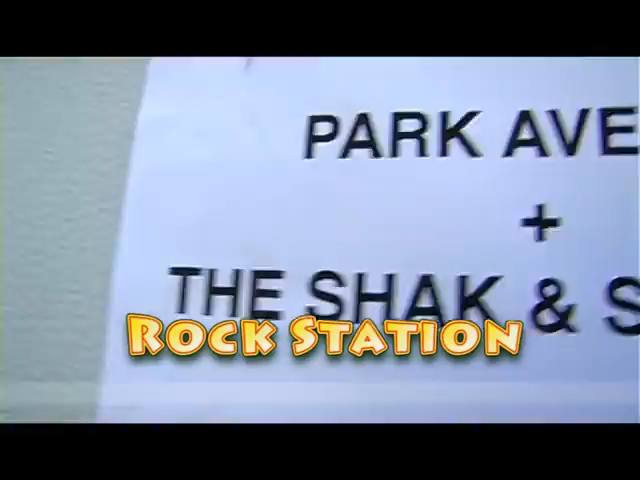 PARK AVE
+
THE SHAK & S
ROCK STATION